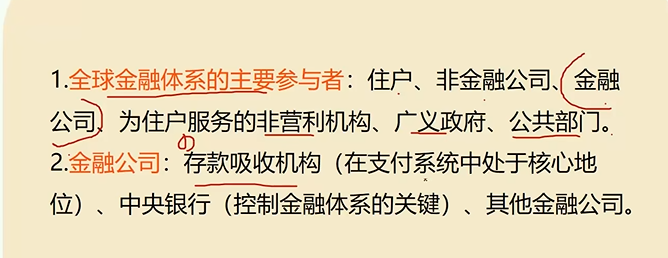 1.全球金融体系的主要参与者：住户、非金融公司、金融
公司、为住户服务的非营利机构、广义政府、公共部门。
2.金融公司：存款吸收机构（在支付系统中处于核心地
位）、中央银行（控制金融体系的关键）、其他金融公司。